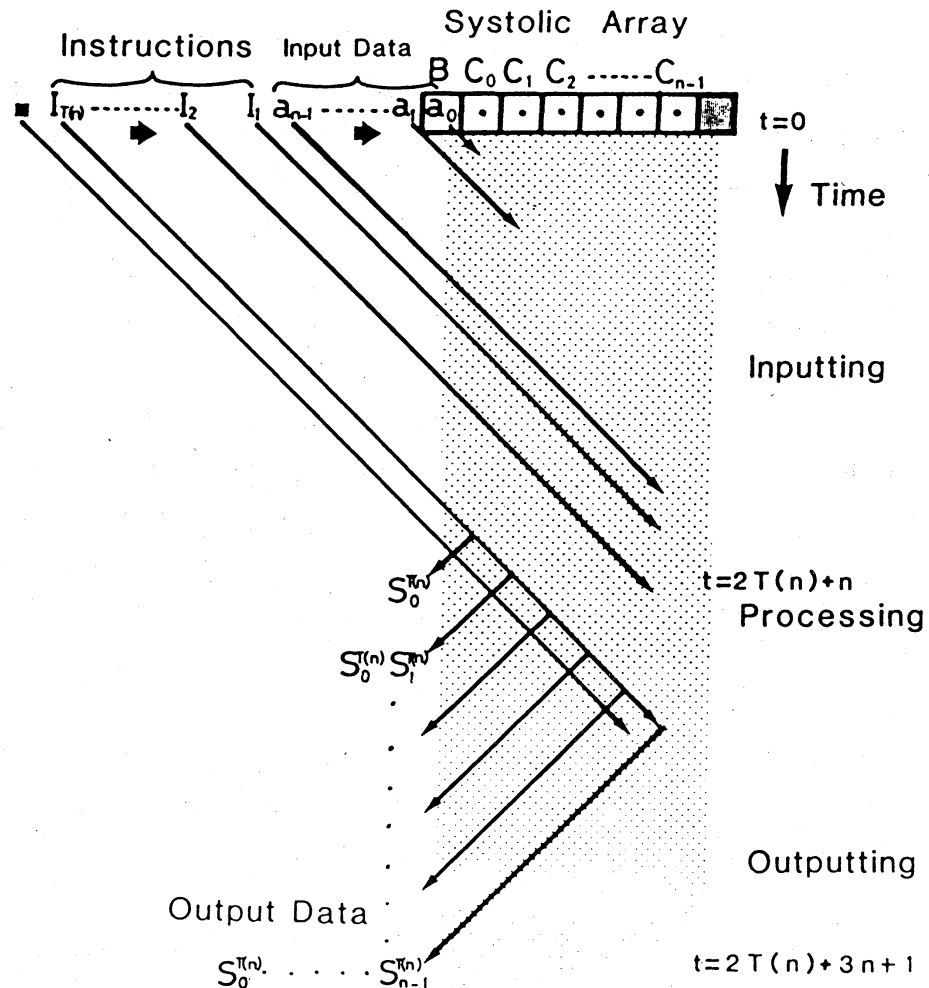 Systolic Array
Instructions Input Data
B C₀ C₁ C₂ ------ C_{n-1}
■ I_{T(n)} -------- I₂ I₁ a_{n-1} ------ a₁ a₀ t=0
Time
Inputting
S₀^{T(n)} t=2T(n)+n
Processing
S₀^{T(n)} S₁^{T(n)}
Outputting
Output Data
S₀^{T(n)} · · · · · S_{n-1}^{T(n)} t=2T(n)+3n+1